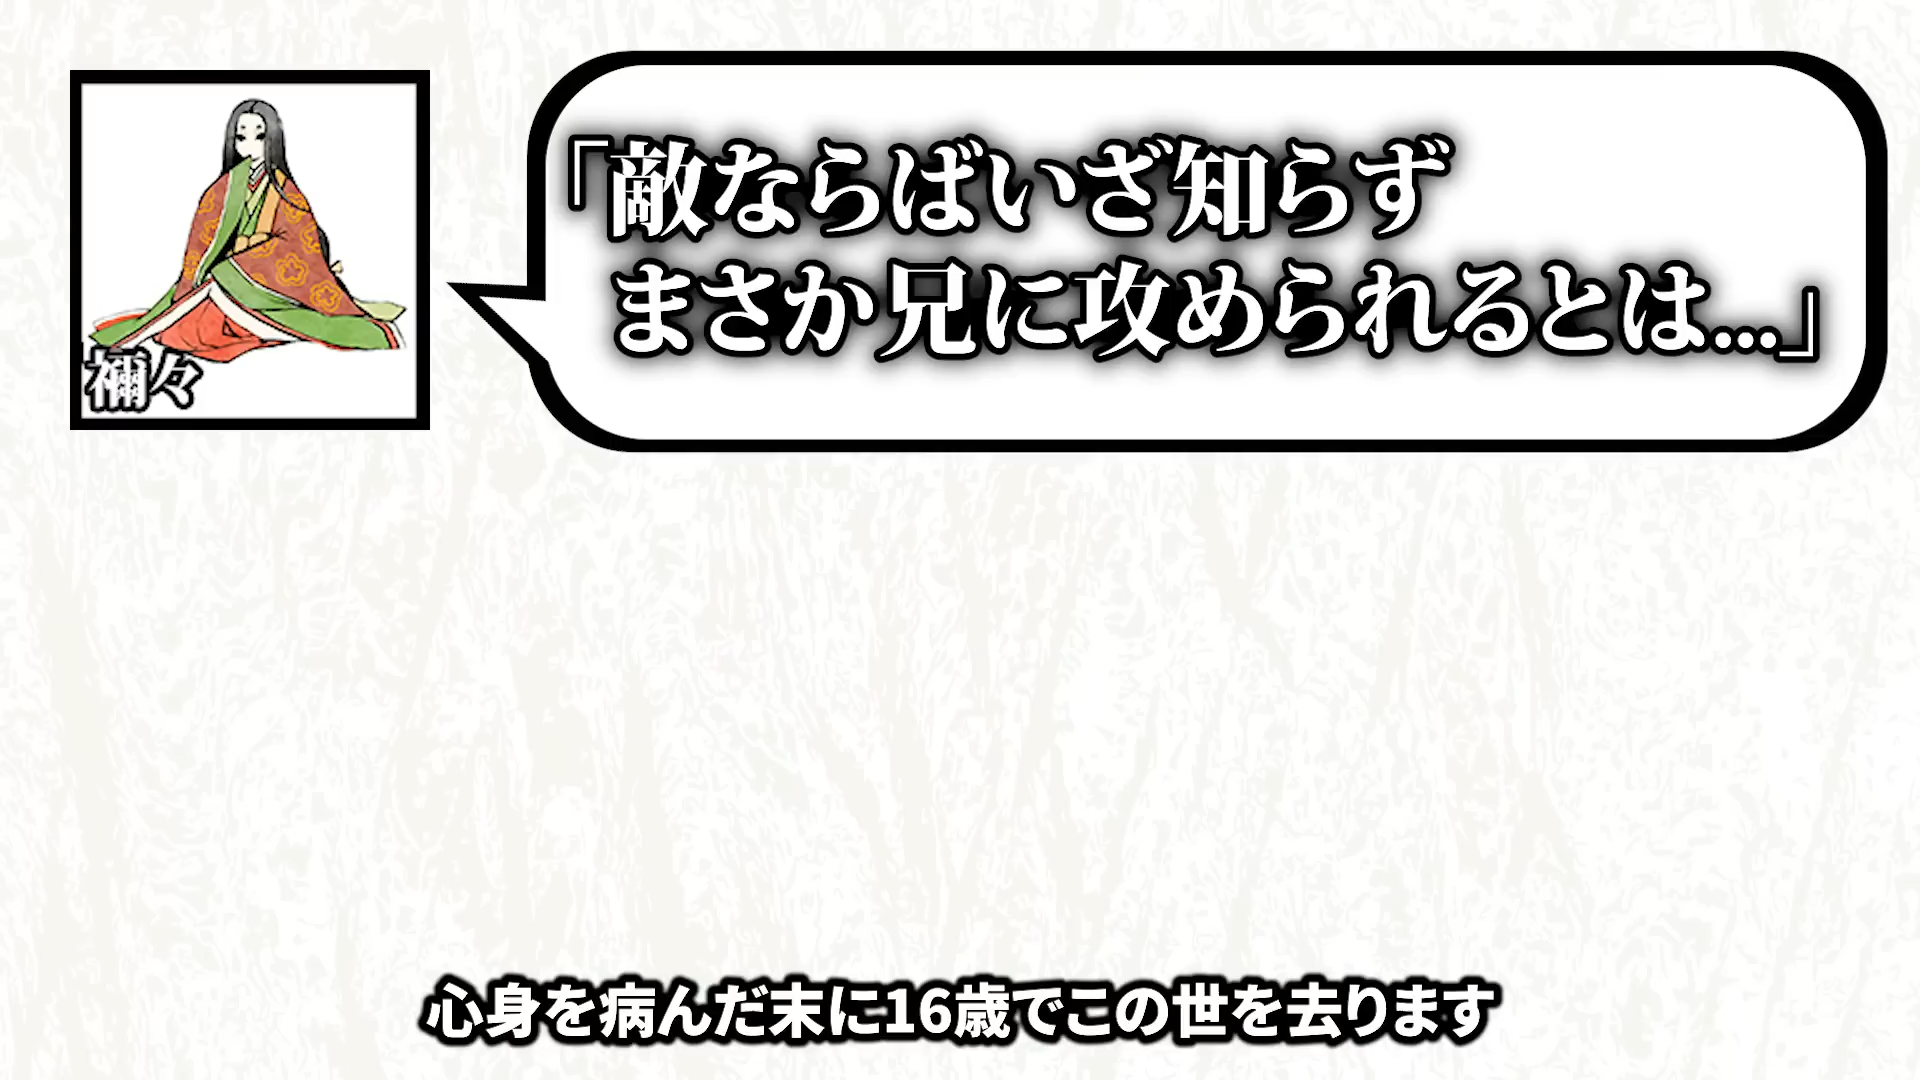 「敵ならばいざ知らず
まさか兄に攻められるとは...」
禰々
心身を病んだ末に16歳でこの世を去ります